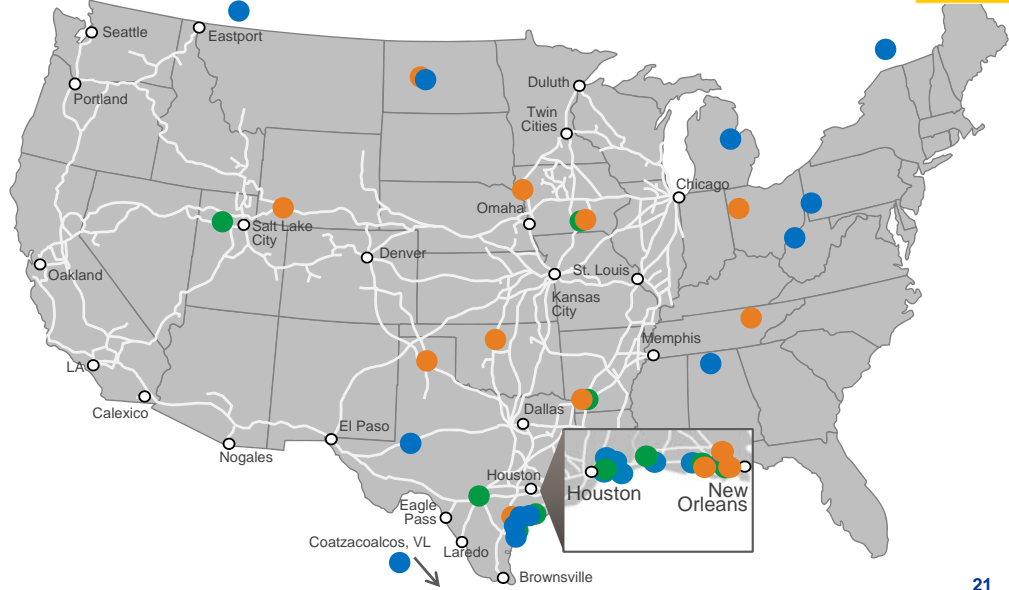 Seattle
Eastport
Portland
Duluth
Twin
Cities
Chicago
Omaha
Salt Lake
City
Denver
Oakland
St. Louis
Kansas
City
Memphis
LA
Calexico
Dallas
El Paso
Nogales
Houston
Houston
New
Orleans
Eagle
Pass
Coatzacoalcos, VL
Laredo
Brownsville
21